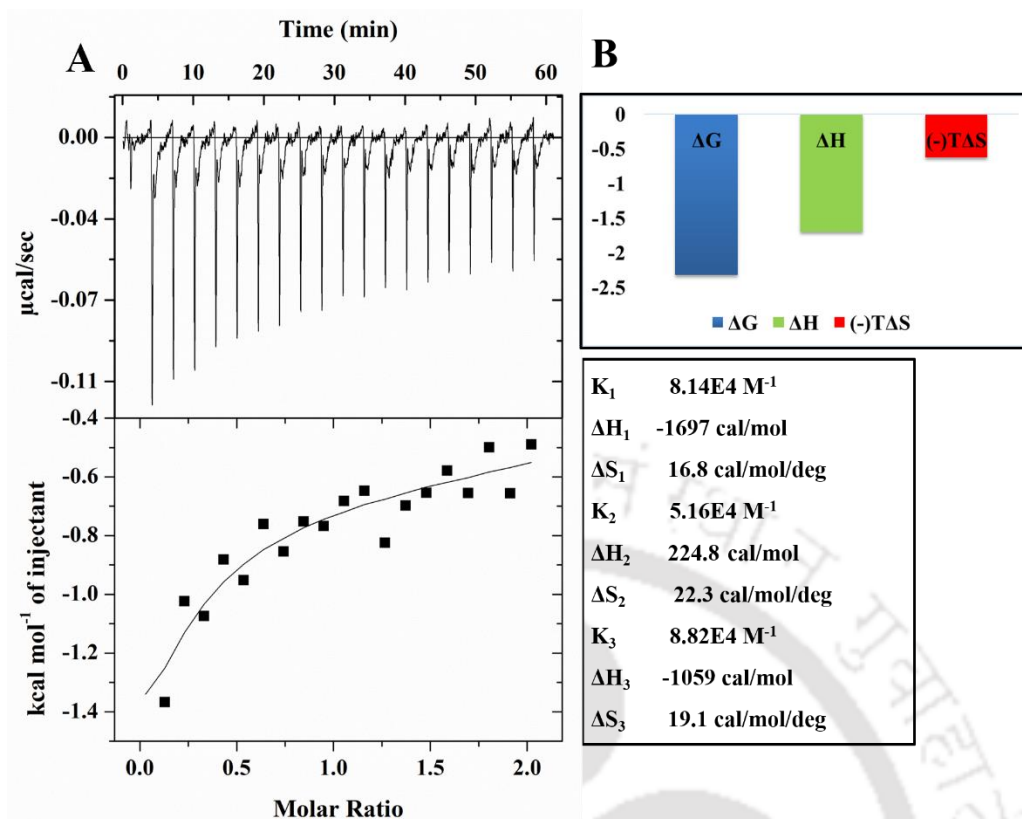 Time (min)
A
0 10 20 30 40 50 60
0.00
-0.04
-0.07
-0.11
µcal/sec
-0.4
-0.6
-0.8
-1.0
-1.2
-1.4
kcal mol⁻¹ of injectant
0.0 0.5 1.0 1.5 2.0
Molar Ratio
B
0
-0.5
-1
-1.5
-2
-2.5
ΔG ΔH (-)TΔS
ΔG ΔH (-)TΔS
K₁ 8.14E4 M⁻¹
ΔH₁ -1697 cal/mol
ΔS₁ 16.8 cal/mol/deg
K₂ 5.16E4 M⁻¹
ΔH₂ 224.8 cal/mol
ΔS₂ 22.3 cal/mol/deg
K₃ 8.82E4 M⁻¹
ΔH₃ -1059 cal/mol
ΔS₃ 19.1 cal/mol/deg